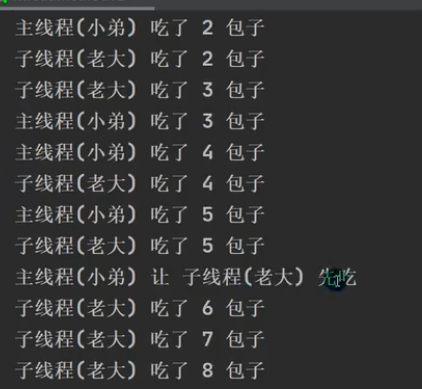 主线程(小弟) 吃了 2 包子
子线程(老大) 吃了 2 包子
子线程(老大) 吃了 3 包子
主线程(小弟) 吃了 3 包子
主线程(小弟) 吃了 4 包子
子线程(老大) 吃了 4 包子
主线程(小弟) 吃了 5 包子
子线程(老大) 吃了 5 包子
主线程(小弟) 让 子线程(老大) 先吃
子线程(老大) 吃了 6 包子
子线程(老大) 吃了 7 包子
子线程(老大) 吃了 8 包子